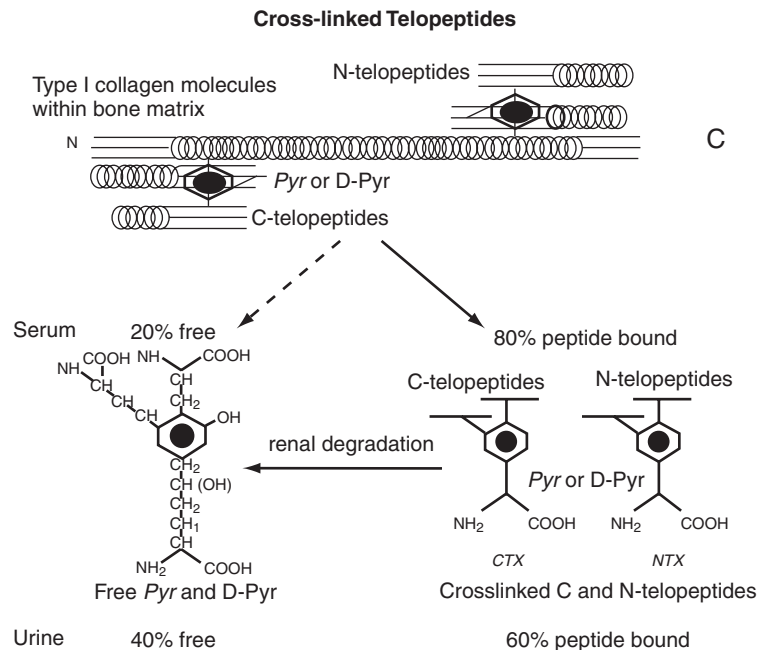 Cross-linked Telopeptides
N-telopeptides
Type I collagen molecules
within bone matrix
N
C
Pyr or D-Pyr
C-telopeptides
Serum
20% free
80% peptide bound
COOH
NH
CH
CH
CH
NH
COOH
CH
CH2
OH
CH2
CH (OH)
CH2
CH1
CH
NH2
COOH
Free Pyr and D-Pyr
renal degradation
C-telopeptides
N-telopeptides
Pyr or D-Pyr
NH2
COOH
NH2
COOH
CTX
NTX
Crosslinked C and N-telopeptides
Urine
40% free
60% peptide bound